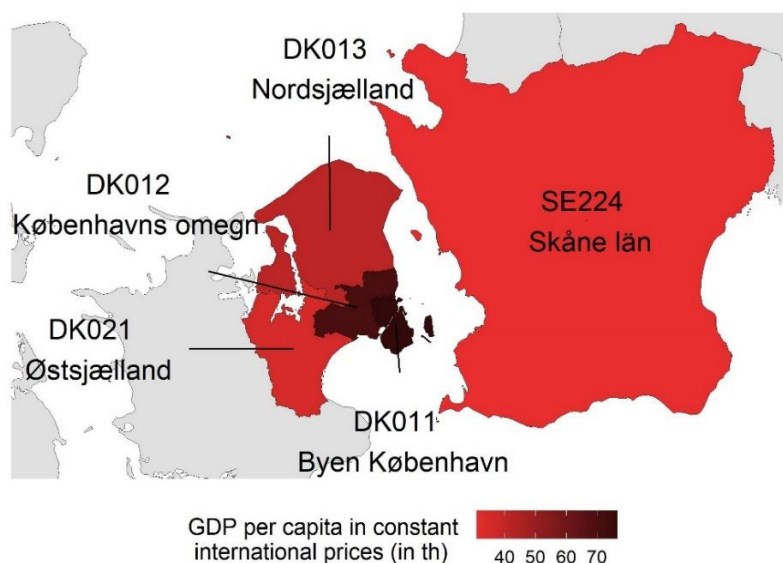 DK013
Nordsjælland
DK012
Københavns omegn
SE224
Skåne län
DK021
Østsjælland
DK011
Byen København
GDP per capita in constant
international prices (in th)
40 50 60 70